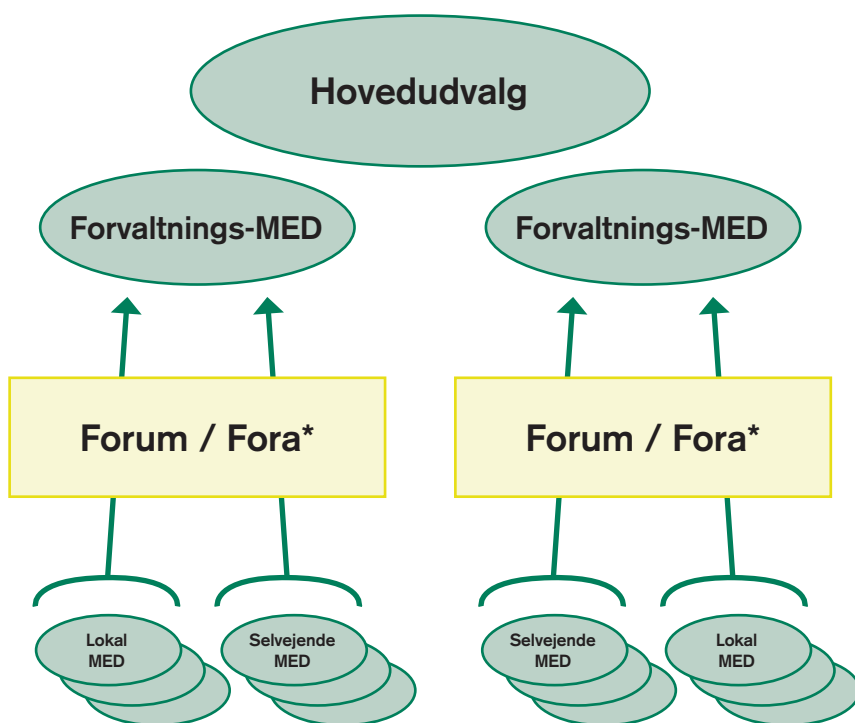 Hovedudvalg
Forvaltnings-MED
Forvaltnings-MED
Forum / Fora*
Forum / Fora*
Lokal
MED
Selvejende
MED
Selvejende
MED
Lokal
MED